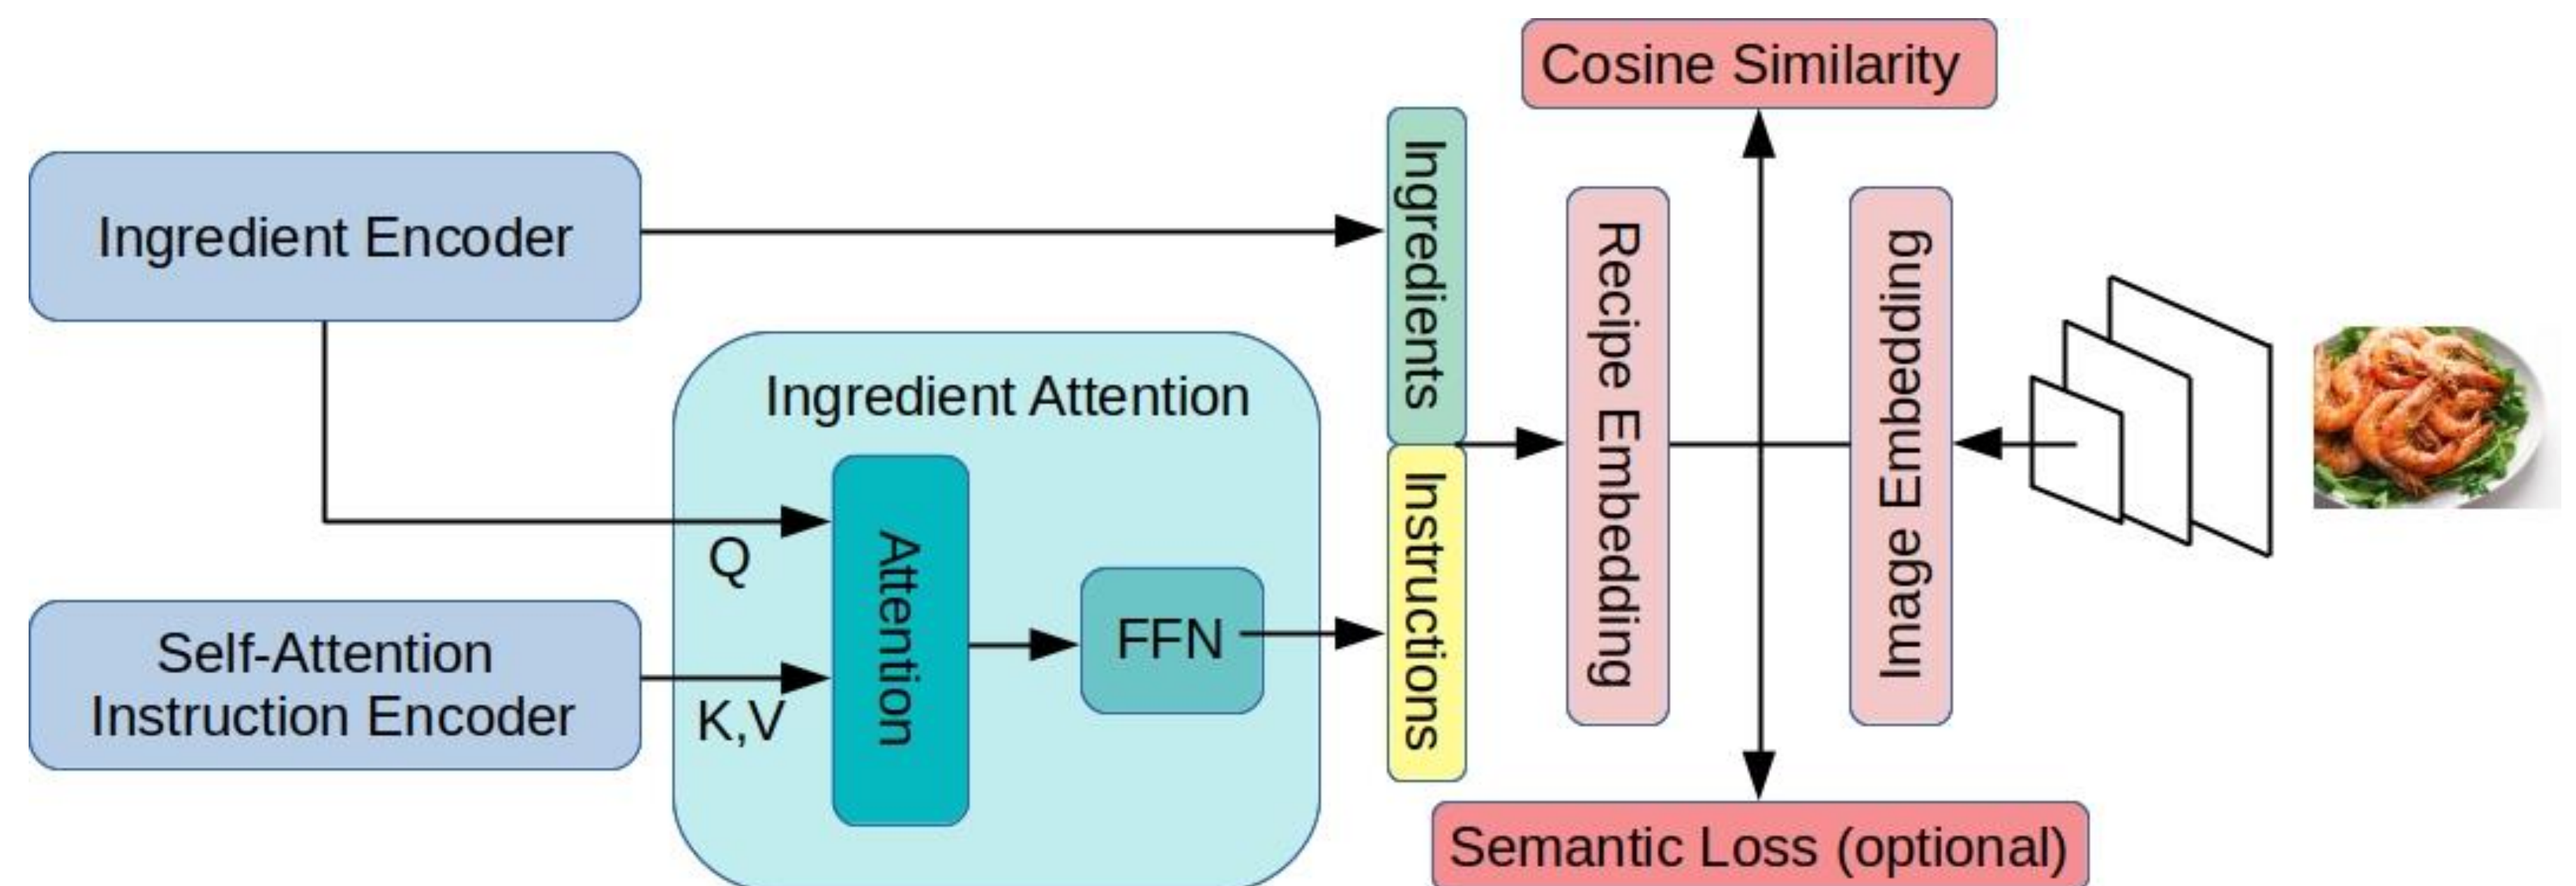 Cosine Similarity
Ingredient Encoder
Ingredients
Recipe Embedding
Image Embedding
Ingredient Attention
Q
Attention
FFN
Self-Attention
Instruction Encoder
K,V
Instructions
Semantic Loss (optional)